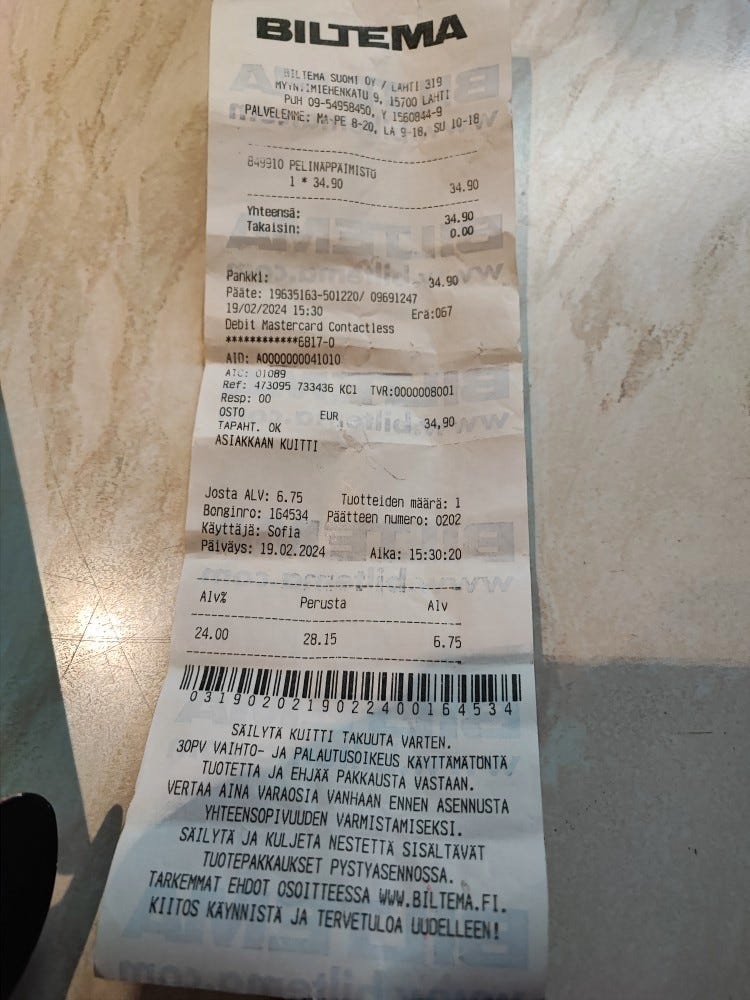 BILTEMA
BILTEMA SUOMI OY / LAHTI 319
MYYNTIMIEHENKATU 9, 15700 LAHTI
PUH 09-54958450, Y 1560844-9
PALVELEMME: MA-PE 8-20, LA 9-18, SU 10-18
849910 PELINÄPPÄIMISTÖ
1 * 34.90 34.90
Yhteensä: 34.90
Takaisin: 0.00
Pankki: 34.90
Pääte: 19635163-501220/ 09691247
19/02/2024 15:30 Erä:067
Debit Mastercard Contactless
************6817-0
AID: A0000000041010
ATC: 01089
Ref: 473095 733436 KC1 TVR:0000008001
Resp: 00
OSTO EUR 34,90
TAPAHT. OK
ASIAKKAAN KUITTI
Josta ALV: 6.75 Tuotteiden määrä: 1
Bonginro: 164534 Päätteen numero: 0202
Käyttäjä: Sofia
Päiväys: 19.02.2024 Aika: 15:30:20
Alv% Perusta Alv
24.00 28.15 6.75
0319020219022400164534
SÄILYTÄ KUITTI TAKUUTA VARTEN.
30PV VAIHTO- JA PALAUTUSOIKEUS KÄYTTÄMÄTÖNTÄ
TUOTETTA JA EHJÄÄ PAKKAUSTA VASTAAN.
VERTAA AINA VARAOSIA VANHAAN ENNEN ASENNUSTA
YHTEENSOPIVUUDEN VARMISTAMISEKSI.
SÄILYTÄ JA KULJETA NESTETTÄ SISÄLTÄVÄT
TUOTEPAKKAUKSET PYSTYASENNOSSA.
TARKEMMAT EHDOT OSOITTEESSA WWW.BILTEMA.FI.
KIITOS KÄYNNISTÄ JA TERVETULOA UUDELLEEN!